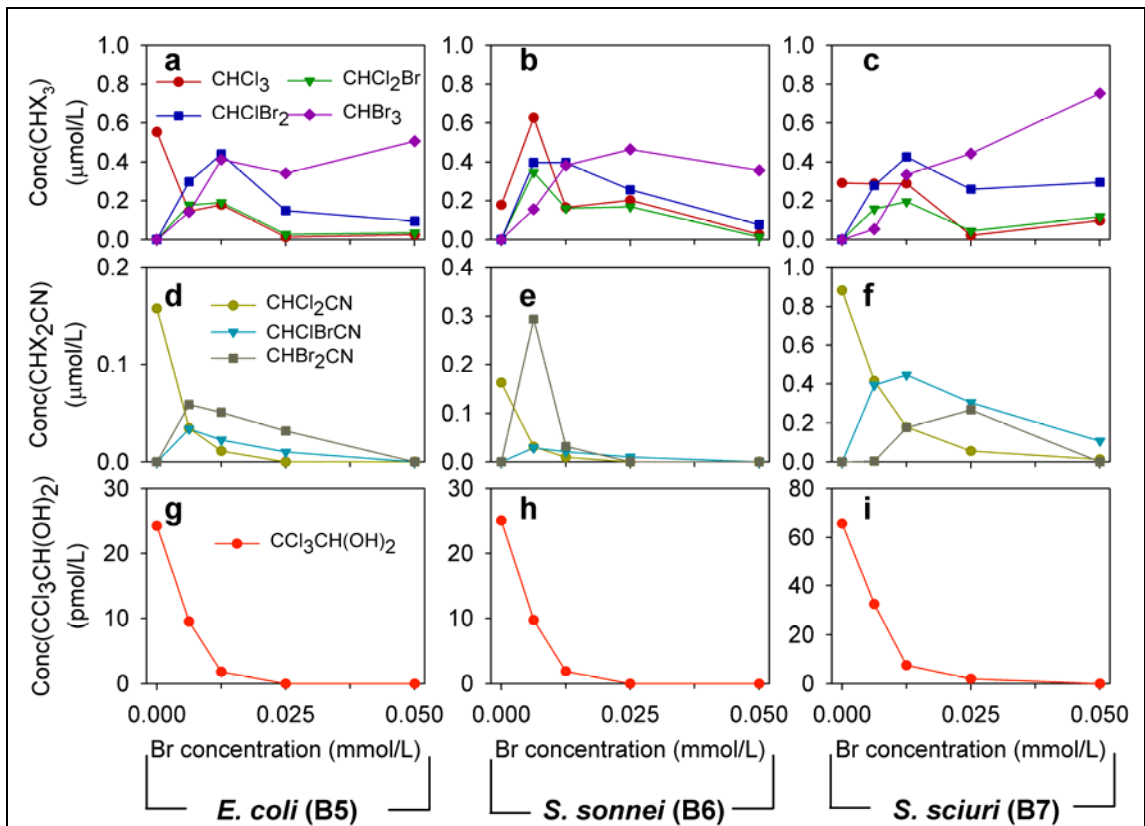 Conc(CHX3)
(μmol/L)
1.0
0.8
0.6
0.4
0.2
0.0
a
CHCl3
CHCl2Br
CHClBr2
CHBr3
1.0
0.8
0.6
0.4
0.2
0.0
b
1.0
0.8
0.6
0.4
0.2
0.0
c
Conc(CHX2CN)
(μmol/L)
0.2
0.1
0.0
d
CHCl2CN
CHClBrCN
CHBr2CN
0.4
0.3
0.2
0.1
0.0
e
1.0
0.8
0.6
0.4
0.2
0.0
f
Conc(CCl3CH(OH)2)
(pmol/L)
30
20
10
0
g
CCl3CH(OH)2
30
20
10
0
h
80
60
40
20
0
i
0.000 0.025 0.050
0.000 0.025 0.050
0.000 0.025 0.050
Br concentration (mmol/L)
Br concentration (mmol/L)
Br concentration (mmol/L)
E. coli (B5)
S. sonnei (B6)
S. sciuri (B7)